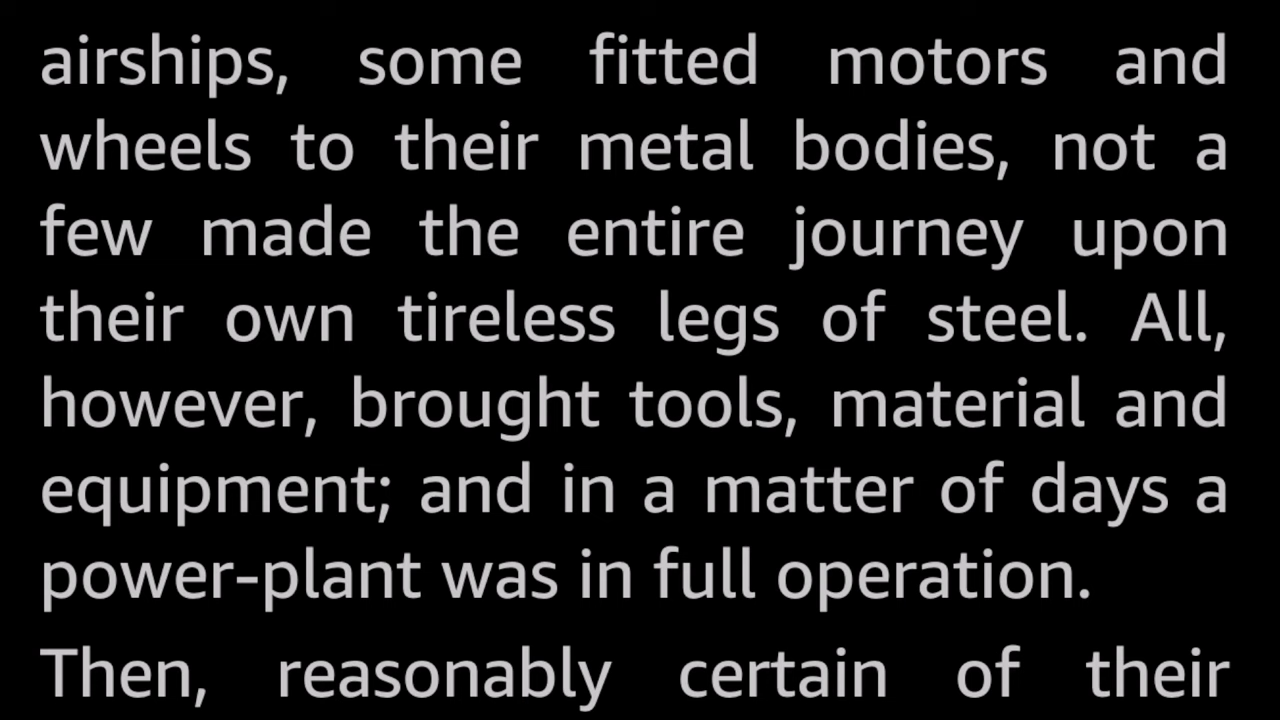 airships, some fitted motors and
wheels to their metal bodies, not a
few made the entire journey upon
their own tireless legs of steel. All,
however, brought tools, material and
equipment; and in a matter of days a
power-plant was in full operation.
Then, reasonably certain of their